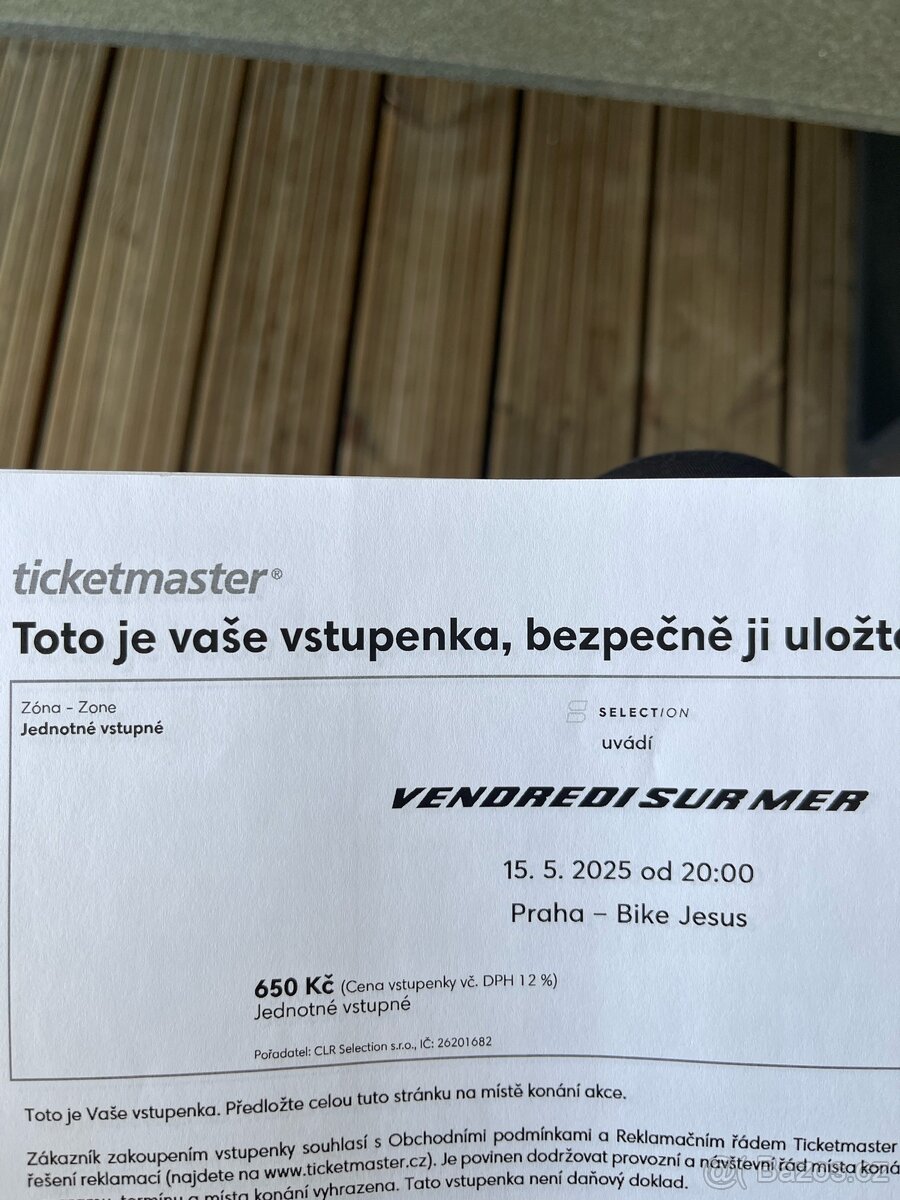 ticketmaster®
Toto je vaše vstupenka, bezpečně ji uložte
Zóna - Zone
Jednotné vstupné
SELECTION
uvádí
VENDREDI SUR MER
15. 5. 2025 od 20:00
Praha – Bike Jesus
650 Kč (Cena vstupenky vč. DPH 12 %)
Jednotné vstupné
Pořadatel: CLR Selection s.r.o., IČ: 26201682
Toto je Vaše vstupenka. Předložte celou tuto stránku na místě konání akce.
Zákazník zakoupením vstupenky souhlasí s Obchodními podmínkami a Reklamačním řádem Ticketmaster
řešení reklamací (najdete na www.ticketmaster.cz). Je povinen dodržovat provozní a návštěvní řád místa koná
termínu a místa konání vyhrazena. Tato vstupenka není daňový doklad.
@ Bazos.cz